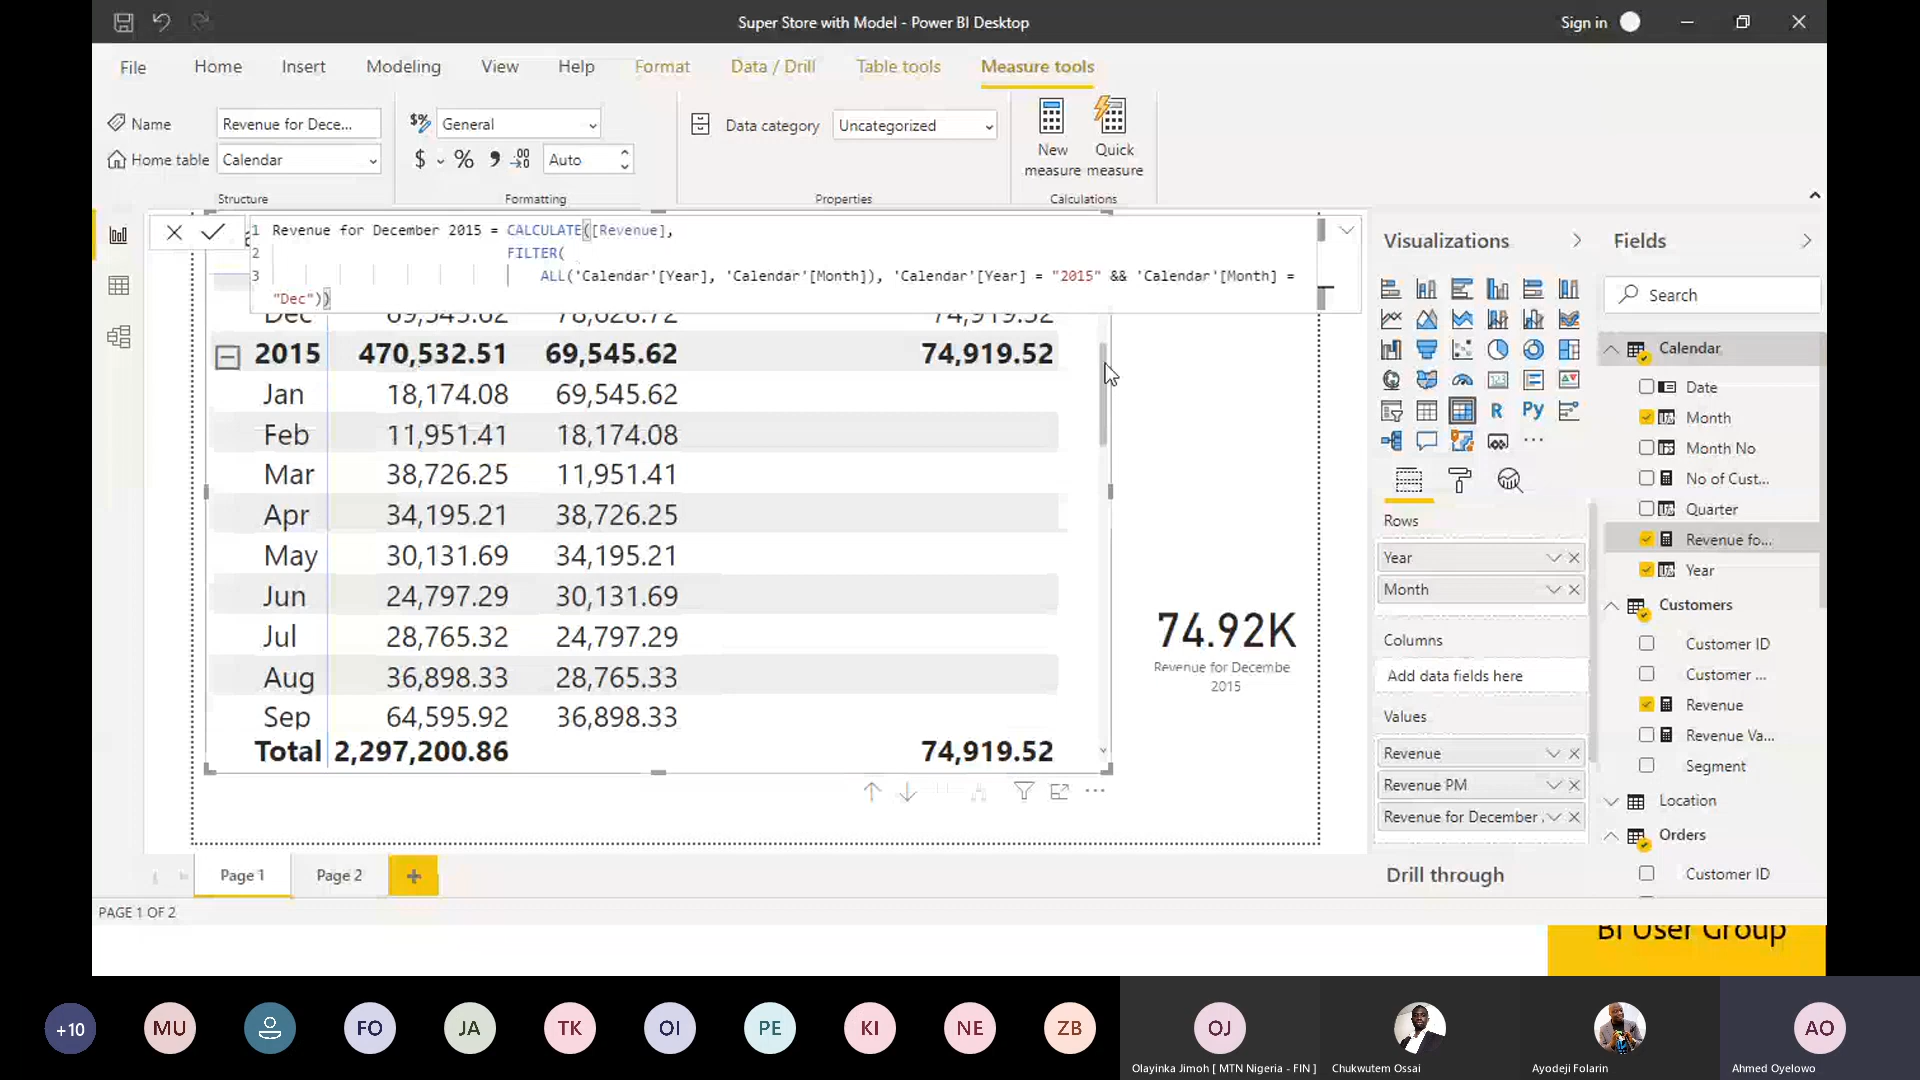 Super Store with Model - Power BI Desktop
Sign in
File Home Insert Modeling View Help Format Data / Drill Table tools Measure tools
Name Revenue for Dece...
Home table Calendar
Structure
General
$ % Auto
Formatting
Data category Uncategorized
Properties
New measure
Quick measure
Calculations
1 Revenue for December 2015 = CALCULATE([Revenue],
2 FILTER(
3 ALL('Calendar'[Year], 'Calendar'[Month]), 'Calendar'[Year] = "2015" && 'Calendar'[Month] =
"Dec"))
Dec 69,545.62 78,628.72 74,919.52
2015 470,532.51 69,545.62 74,919.52
Jan 18,174.08 69,545.62
Feb 11,951.41 18,174.08
Mar 38,726.25 11,951.41
Apr 34,195.21 38,726.25
May 30,131.69 34,195.21
Jun 24,797.29 30,131.69
Jul 28,765.32 24,797.29
Aug 36,898.33 28,765.33
Sep 64,595.92 36,898.33
Total 2,297,200.86 74,919.52
74.92K
Revenue for Decembe
2015
Visualizations
R Py
Rows
Year
Month
Columns
Add data fields here
Values
Revenue
Revenue PM
Revenue for December
Drill through
Fields
Search
Calendar
Date
Month
Month No
No of Cust...
Quarter
Revenue fo...
Year
Customers
Customer ID
Customer ...
Revenue
Revenue Va...
Segment
Location
Orders
Customer ID
Page 1
Page 2
PAGE 1 OF 2
BI User Group
+10 MU FO JA TK OI PE KI NE ZB OJ AO
Olayinka Jimoh [ MTN Nigeria - FIN ]
Chukwutem Ossai
Ayodeji Folarin
Ahmed Oyelowo